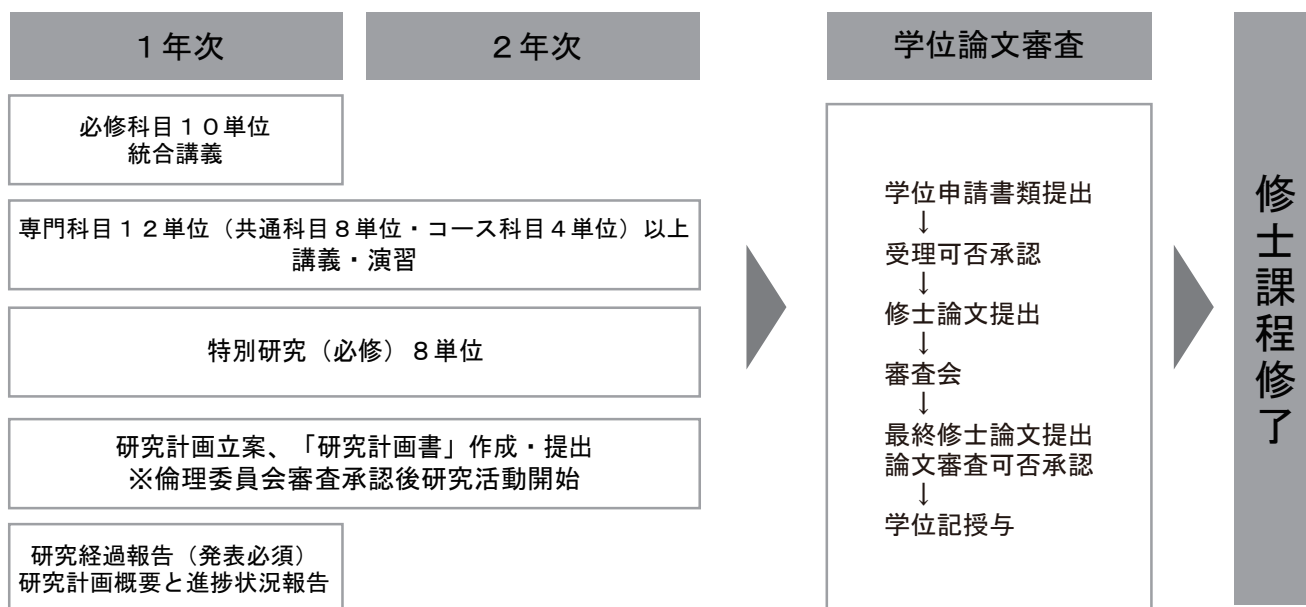 １年次
２年次
必修科目１０単位
統合講義
専門科目１２単位（共通科目８単位・コース科目４単位）以上
講義・演習
特別研究（必修）８単位
研究計画立案、「研究計画書」作成・提出
※倫理委員会審査承認後研究活動開始
研究経過報告（発表必須）
研究計画概要と進捗状況報告
学位論文審査
学位申請書類提出
↓
受理可否承認
↓
修士論文提出
↓
審査会
↓
最終修士論文提出
論文審査可否承認
↓
学位記授与
修士課程修了